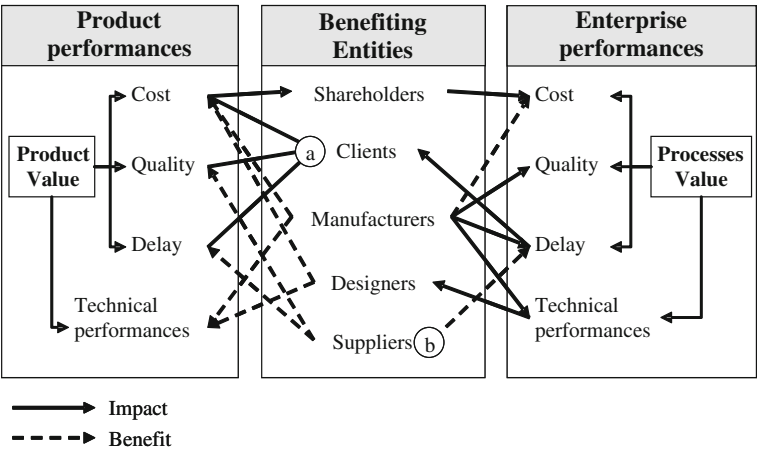 Product
performances
Benefiting
Entities
Enterprise
performances
Product
Value
Cost
Quality
Delay
Technical
performances
Shareholders
a
Clients
Manufacturers
Designers
Suppliers
b
Cost
Quality
Delay
Technical
performances
Processes
Value
Impact
Benefit